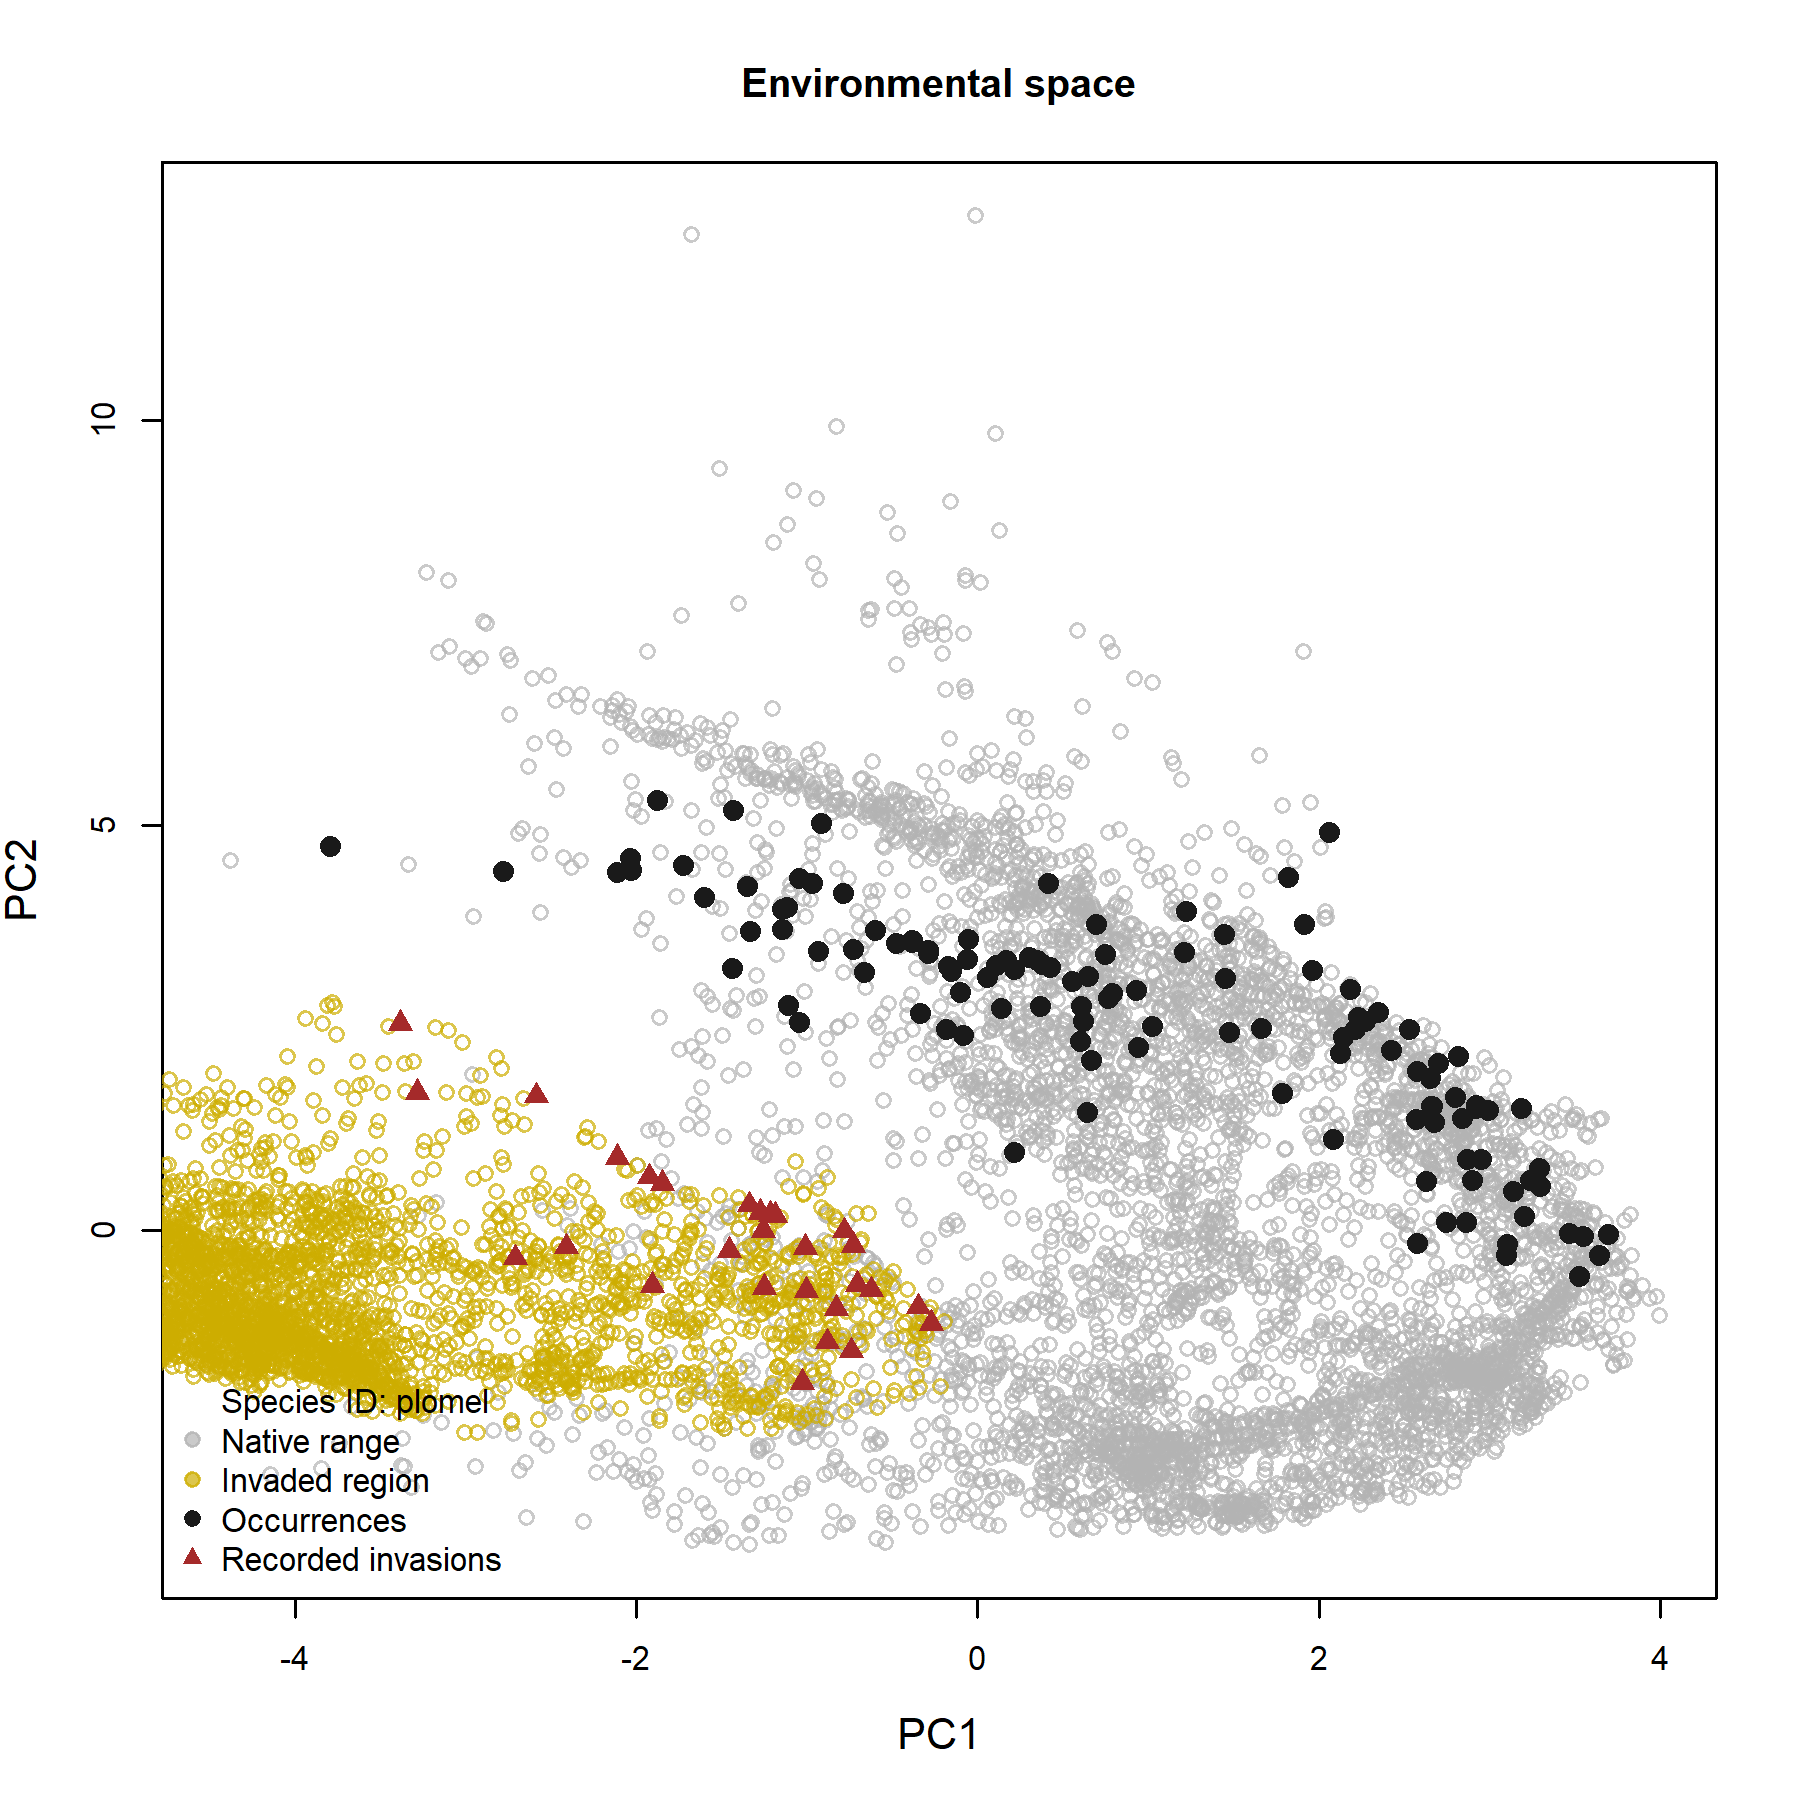 Environmental space
10
5
0
PC2
Species ID: plomel
Native range
Invaded region
Occurrences
Recorded invasions
-4
-2
0
2
4
PC1